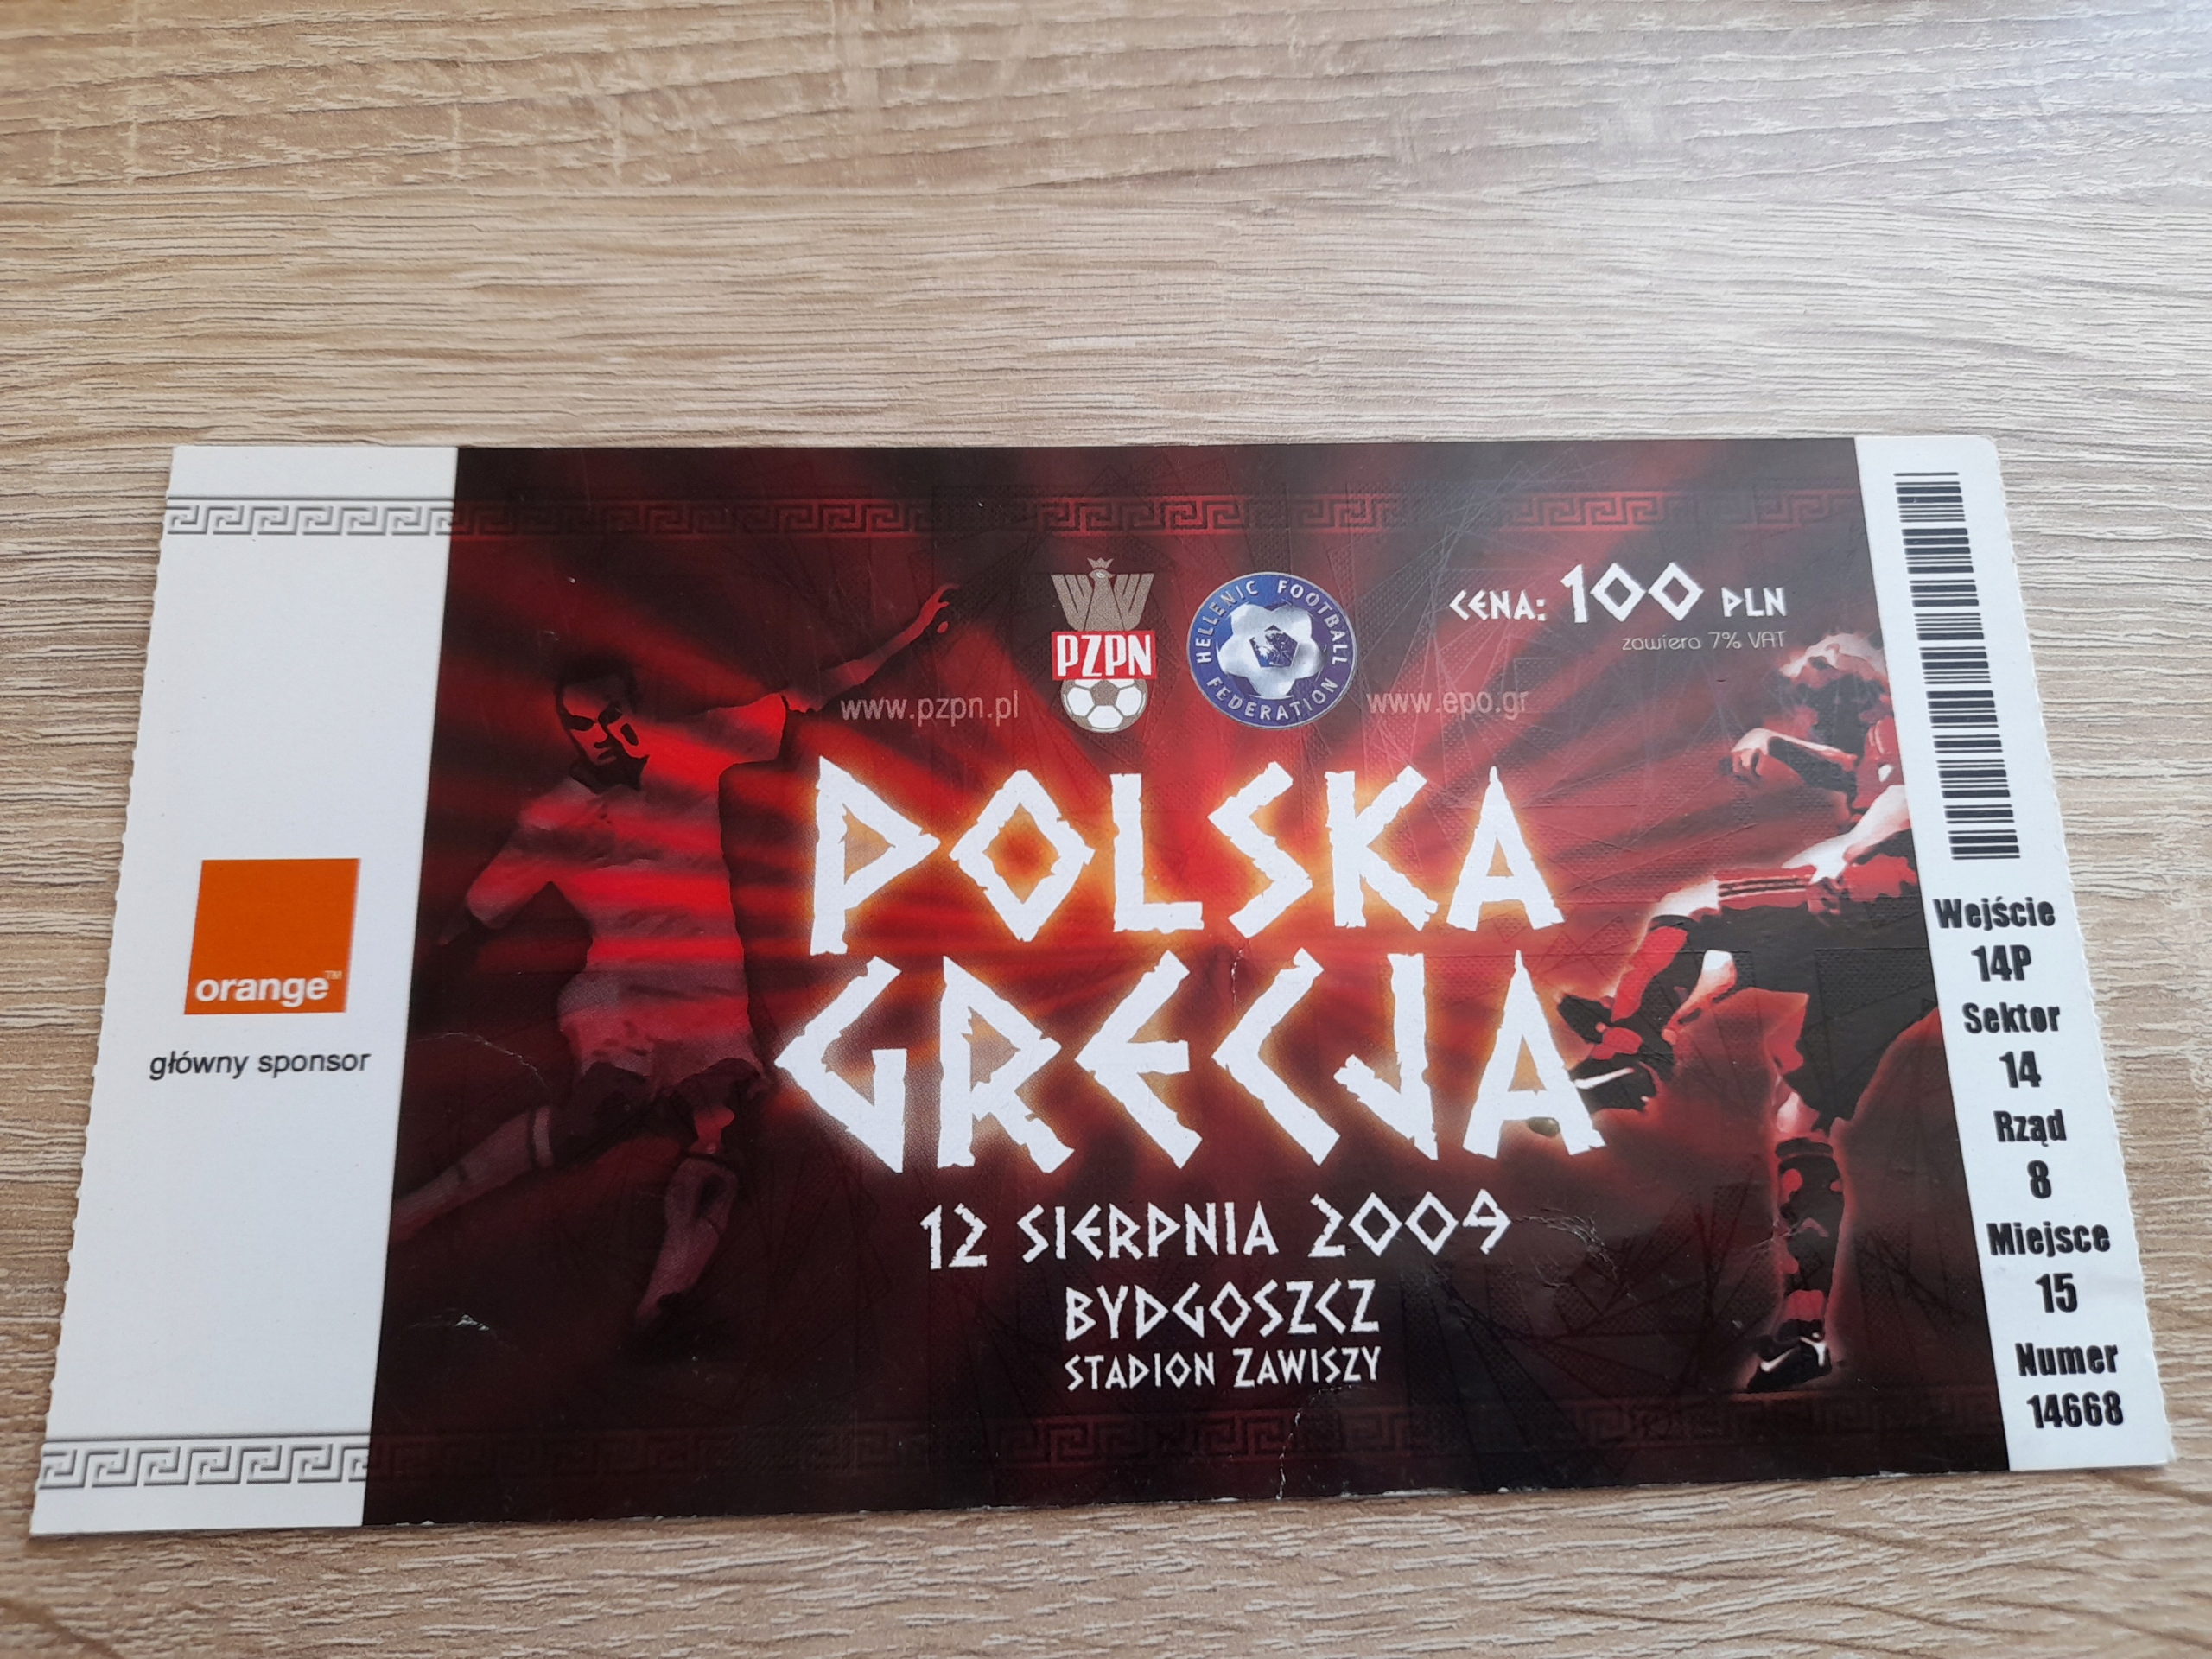 PZPN
HELLENIC FOOTBALL FEDERATION
www.pzpn.pl
www.epo.gr
CENA: 100 PLN
zawiera 7% VAT
POLSKA
GRECJA
12 SIERPNIA 2009
BYDGOSZCZ
STADION ZAWISZY
orange™
główny sponsor
Wejście
14P
Sektor
14
Rząd
8
Miejsce
15
Numer
14668